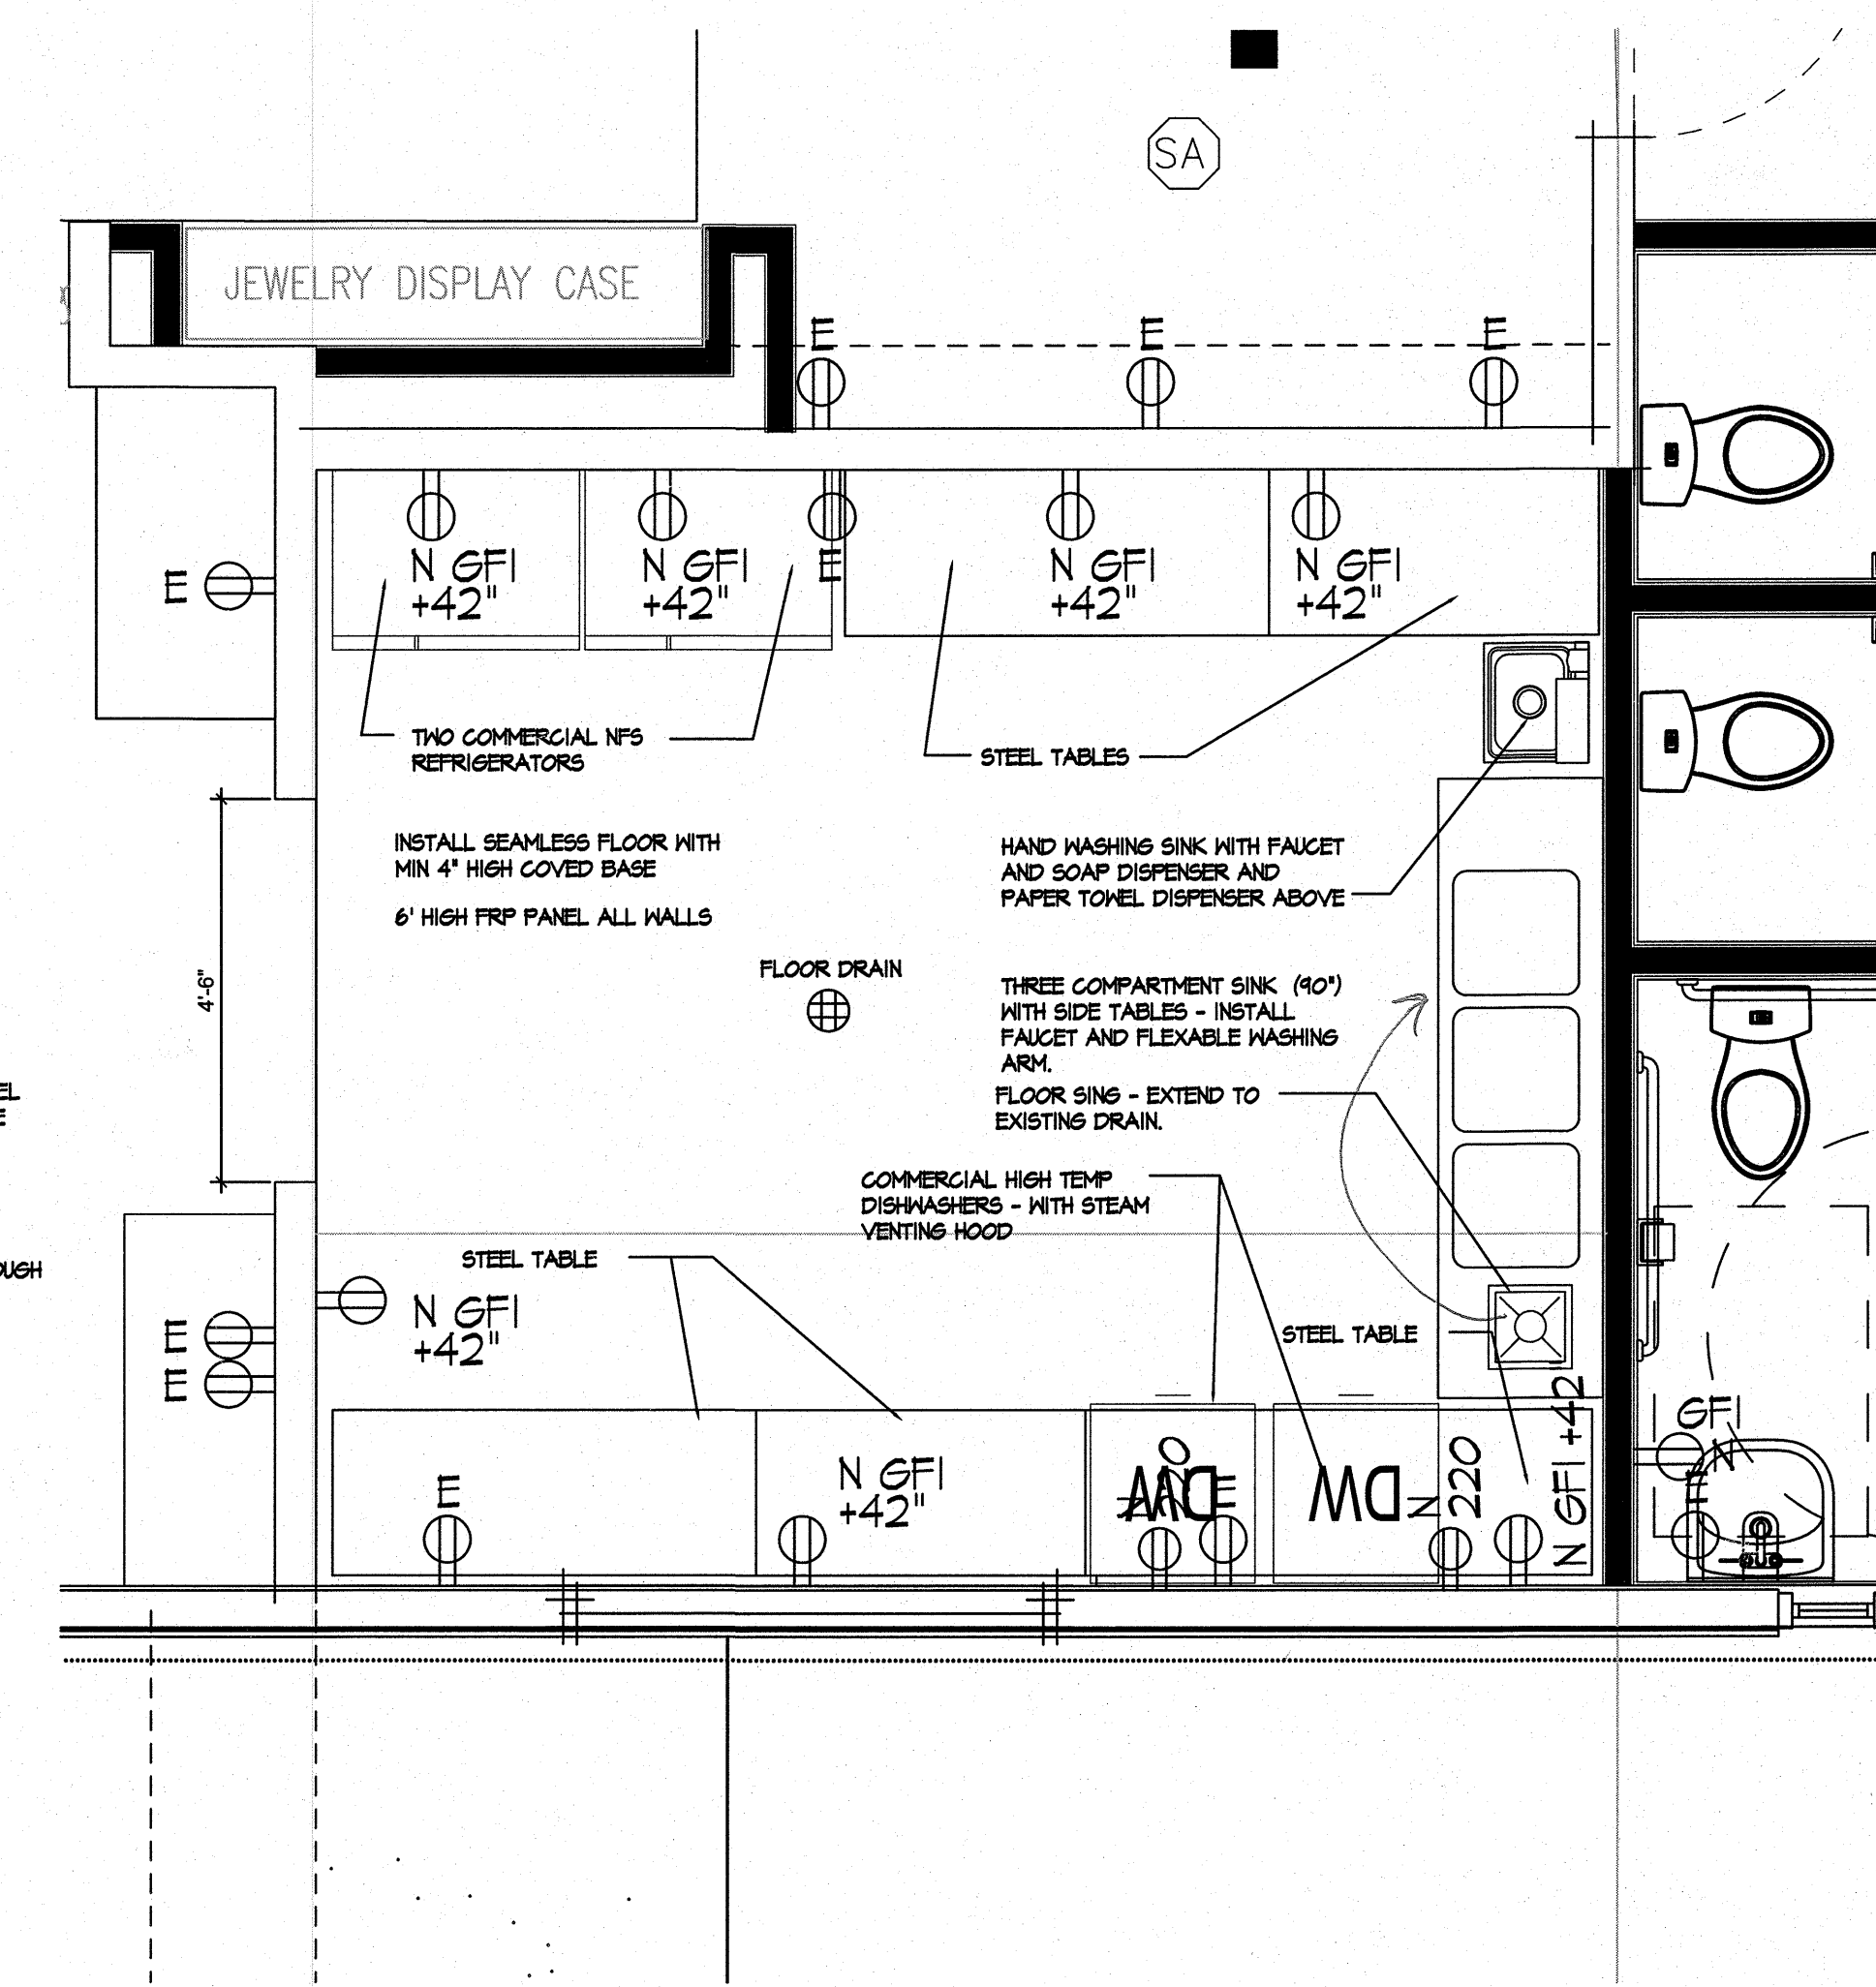 SA
JEWELRY DISPLAY CASE
E
E
E
N GFI
+42"
N GFI
+42"
E
N GFI
+42"
N GFI
+42"
E
TWO COMMERCIAL NFS
REFRIGERATORS
STEEL TABLES
INSTALL SEAMLESS FLOOR WITH
MIN 4" HIGH COVED BASE
6' HIGH FRP PANEL ALL WALLS
HAND WASHING SINK WITH FAUCET
AND SOAP DISPENSER AND
PAPER TOWEL DISPENSER ABOVE
4'-6"
FLOOR DRAIN
THREE COMPARTMENT SINK (90")
WITH SIDE TABLES - INSTALL
FAUCET AND FLEXABLE WASHING
ARM.
FLOOR SING - EXTEND TO
EXISTING DRAIN.
EL
E
COMMERCIAL HIGH TEMP
DISHWASHERS - WITH STEAM
VENTING HOOD
OUGH
STEEL TABLE
N GFI
+42"
STEEL TABLE
E
E
E
N GFI
+42"
DW
E
DW
N
220
N GFI +42"
GFI
N
E